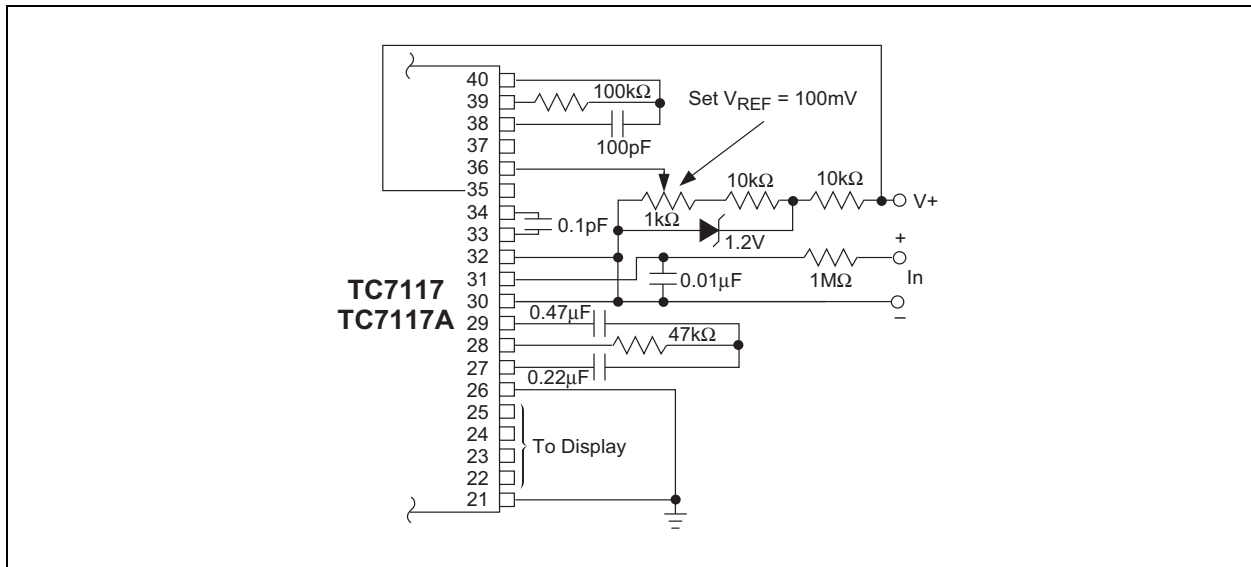 40
39
38
37
36
35
34
33
32
31
30
29
28
27
26
25
24
23
22
21
TC7117
TC7117A
100kΩ
100pF
Set VREF = 100mV
1kΩ
10kΩ
10kΩ
V+
1.2V
0.1pF
0.01μF
1MΩ
+
In
–
0.47μF
47kΩ
0.22μF
To Display